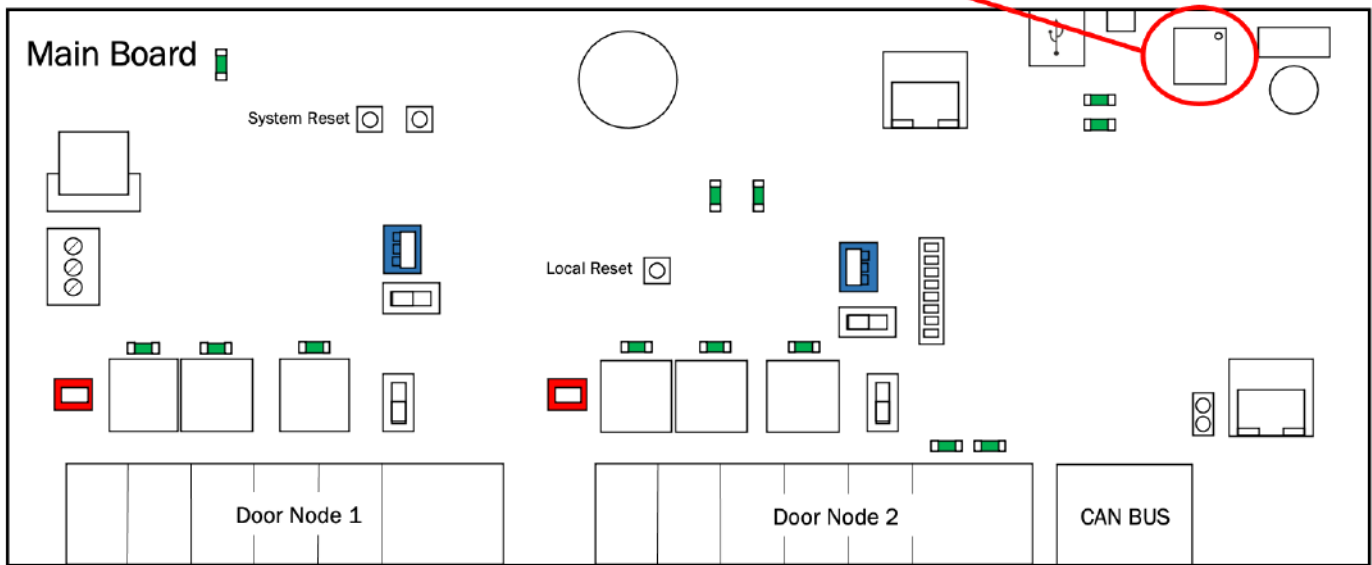 Main Board
System Reset
Local Reset
Door Node 1
Door Node 2
CAN BUS